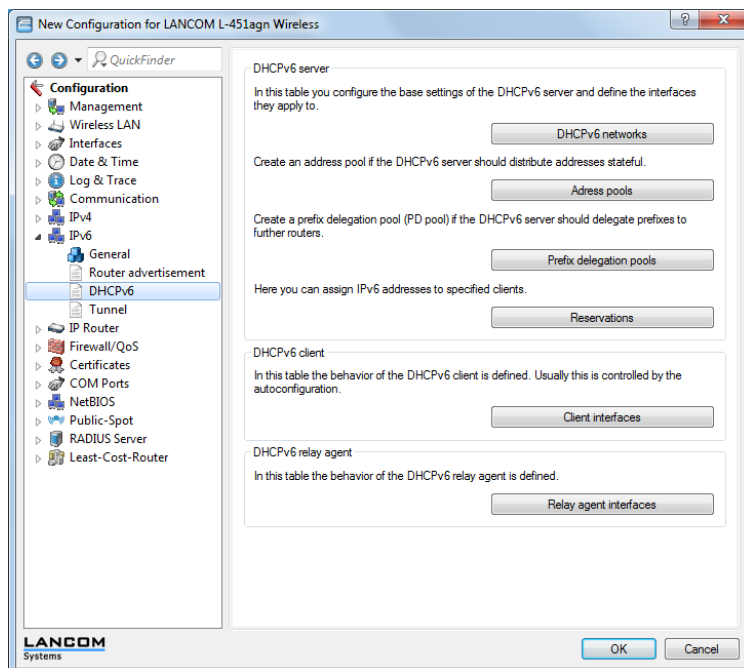 New Configuration for LANCOM L-451agn Wireless
QuickFinder
Configuration
Management
Wireless LAN
Interfaces
Date & Time
Log & Trace
Communication
IPv4
IPv6
General
Router advertisement
DHCPv6
Tunnel
IP Router
Firewall/QoS
Certificates
COM Ports
NetBIOS
Public-Spot
RADIUS Server
Least-Cost-Router
DHCPv6 server
In this table you configure the base settings of the DHCPv6 server and define the interfaces
they apply to.
DHCPv6 networks
Create an address pool if the DHCPv6 server should distribute addresses stateful.
Adress pools
Create a prefix delegation pool (PD pool) if the DHCPv6 server should delegate prefixes to
further routers.
Prefix delegation pools
Here you can assign IPv6 addresses to specified clients.
Reservations
DHCPv6 client
In this table the behavior of the DHCPv6 client is defined. Usually this is controlled by the
autoconfiguration.
Client interfaces
DHCPv6 relay agent
In this table the behavior of the DHCPv6 relay agent is defined.
Relay agent interfaces
LANCOM
Systems
OK
Cancel